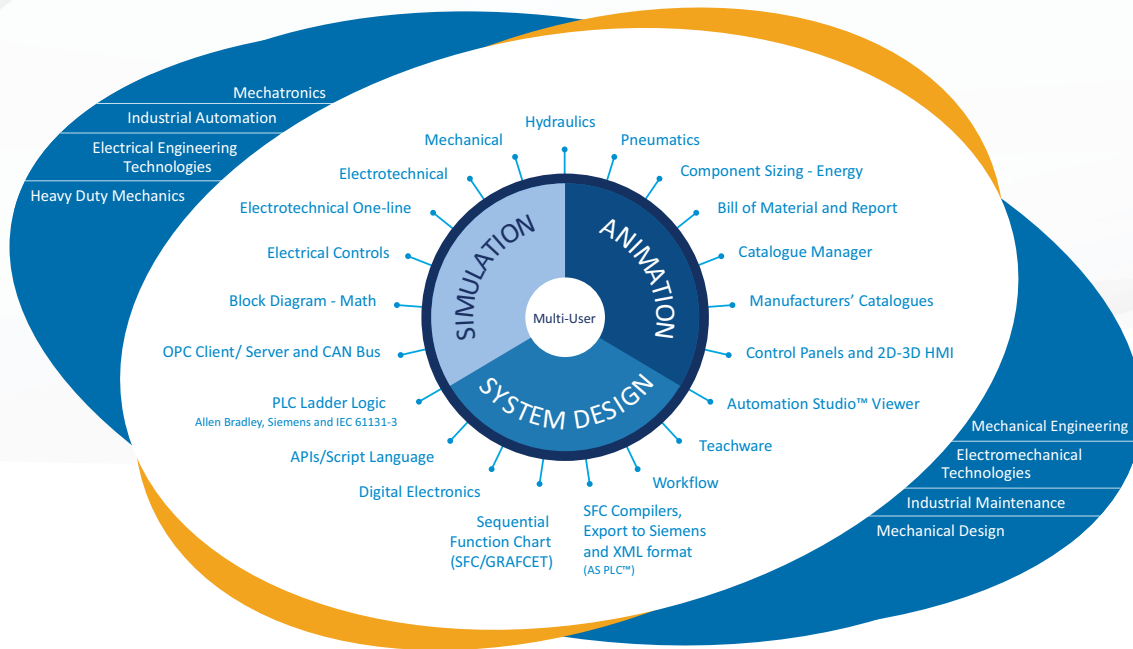 Mechatronics
Industrial Automation
Electrical Engineering
Technologies
Heavy Duty Mechanics
Hydraulics
Mechanical
Pneumatics
Electrotechnical
Component Sizing - Energy
Electrotechnical One-line
Bill of Material and Report
Electrical Controls
Catalogue Manager
Block Diagram - Math
Manufacturers’ Catalogues
OPC Client/ Server and CAN Bus
Control Panels and 2D-3D HMI
PLC Ladder Logic
Allen Bradley, Siemens and IEC 61131-3
Automation Studio™ Viewer
APIs/Script Language
Teachware
Digital Electronics
Workflow
Sequential
Function Chart
(SFC/GRAFCET)
SFC Compilers,
Export to Siemens
and XML format
(AS PLC™)
SIMULATION
ANIMATION
SYSTEM DESIGN
Multi-User
Mechanical Engineering
Electromechanical
Technologies
Industrial Maintenance
Mechanical Design